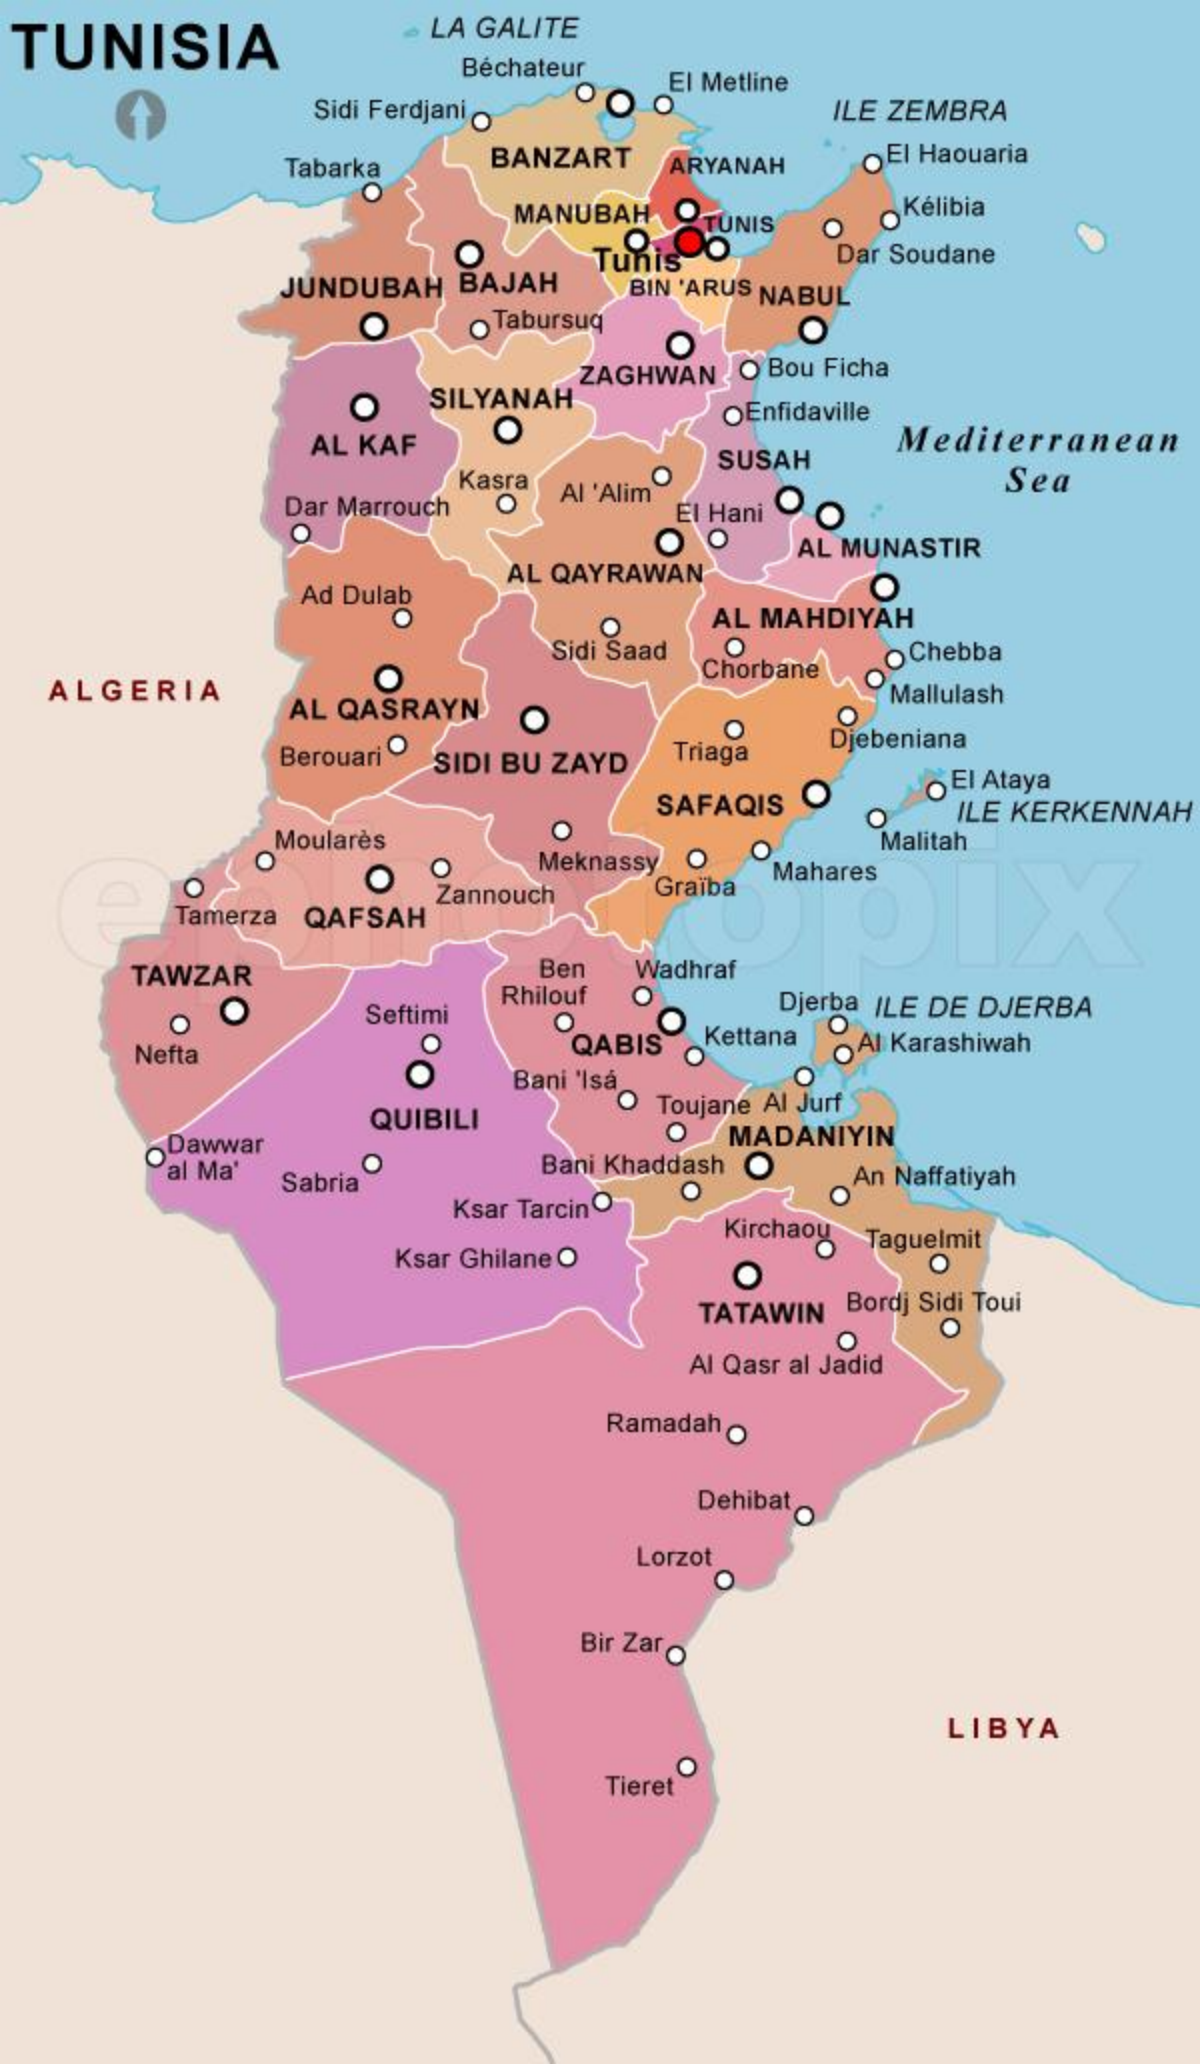 TUNISIA
LA GALITE
Béchateur
El Metline
Sidi Ferdjani
ILE ZEMBRA
BANZART
ARYANAH
El Haouaria
Tabarka
MANUBAH
TUNIS
Kélibia
Tunis
Dar Soudane
JUNDUBAH
BAJAH
BIN 'ARUS
NABUL
Tabursuq
ZAGHWAN
Bou Ficha
SILYANAH
Enfidaville
AL KAF
SUSAH
Mediterranean
Sea
Kasra
Al 'Alim
Dar Marrouch
El Hani
AL MUNASTIR
AL QAYRAWAN
Ad Dulab
AL MAHDIYAH
Sidi Saad
Chorbane
Chebba
ALGERIA
Mallulash
AL QASRAYN
Berouari
SIDI BU ZAYD
Triaga
Djebeniana
El Ataya
SAFAQIS
ILE KERKENNAH
Moularès
Malitah
Meknassy
Mahares
Zannouch
Graïba
Tamerza
QAFSAH
ephotopix
TAWZAR
Ben
Rhilouf
Wadhraf
Seftimi
Djerba
ILE DE DJERBA
Nefta
QABIS
Kettana
Al Karashiwah
Bani 'Isá
QUIBILI
Toujane
Al Jurf
MADANIYIN
Dawwar
al Ma'
Sabria
Bani Khaddash
An Naffatiyah
Ksar Tarcin
Kirchaou
Taguelmit
Ksar Ghilane
TATAWIN
Bordj Sidi Toui
Al Qasr al Jadid
Ramadah
Dehibat
Lorzot
Bir Zar
LIBYA
Tieret